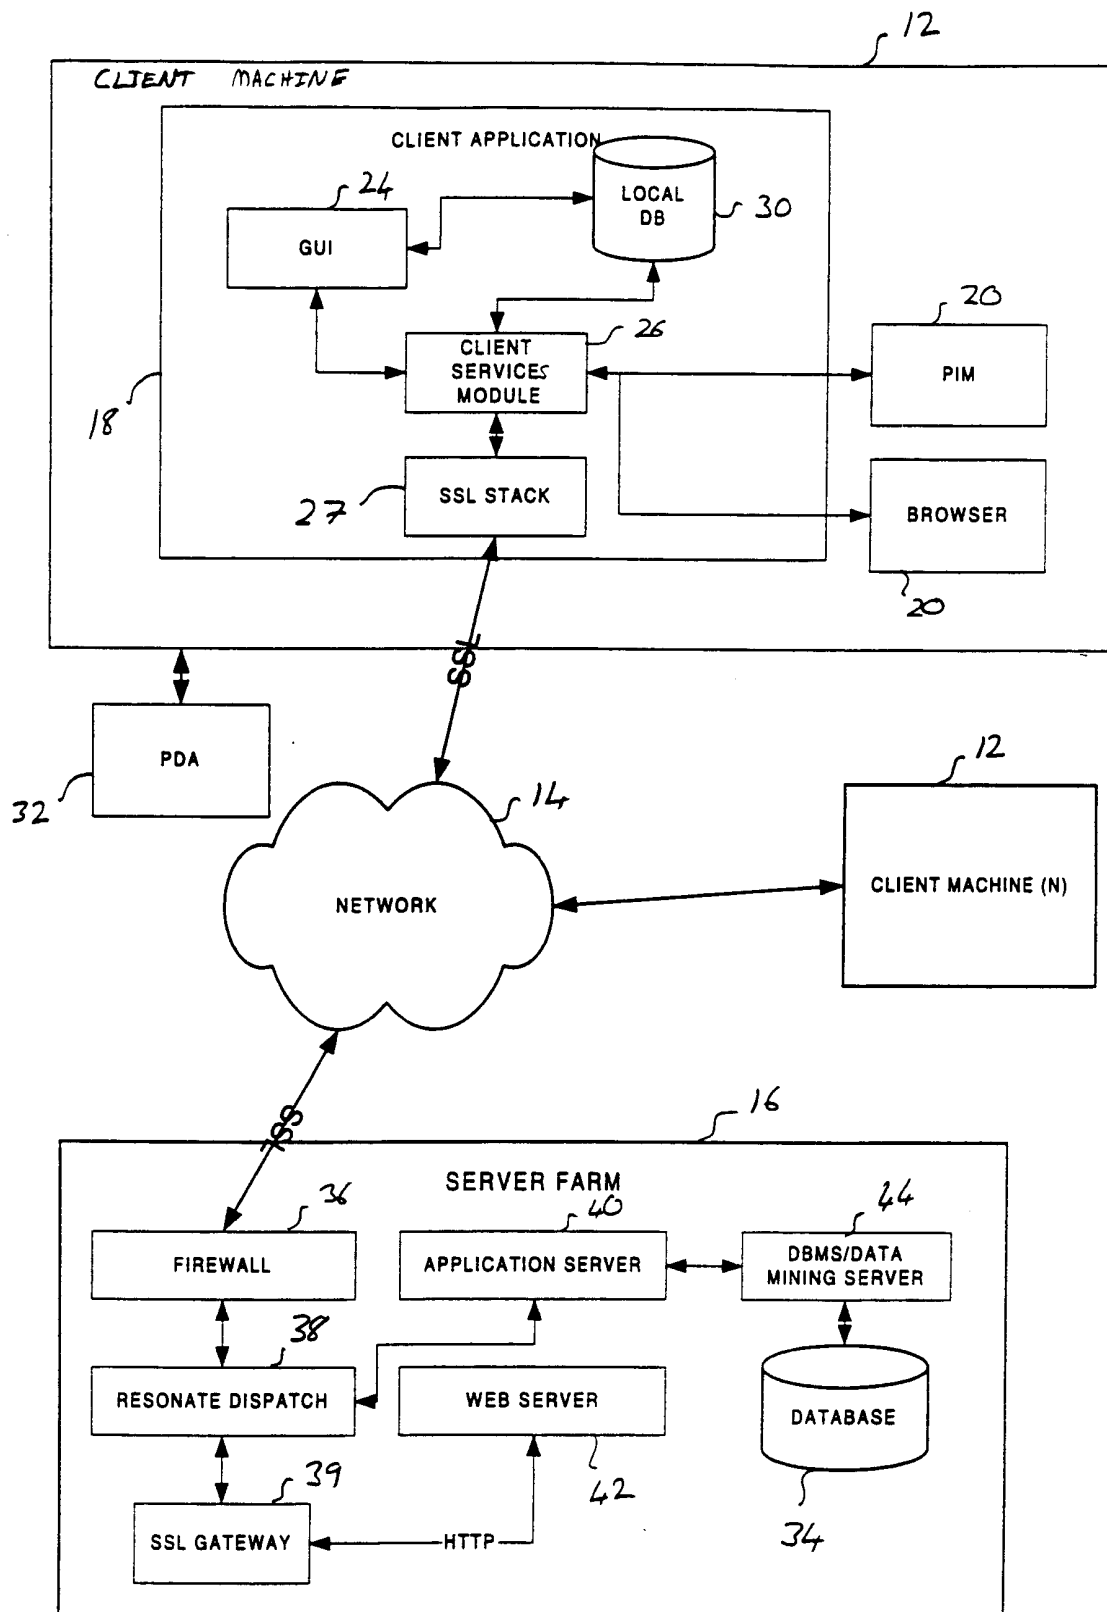 12
CLIENT MACHINE
CLIENT APPLICATION
24
LOCAL
DB
30
GUI
20
26
CLIENT
SERVICES
MODULE
PIM
18
27
SSL STACK
BROWSER
20
SSL
PDA
32
12
14
CLIENT MACHINE (N)
NETWORK
SSL
16
SERVER FARM
36
40
44
FIREWALL
APPLICATION SERVER
DBMS/DATA
MINING SERVER
38
RESONATE DISPATCH
WEB SERVER
DATABASE
39
42
34
SSL GATEWAY
HTTP